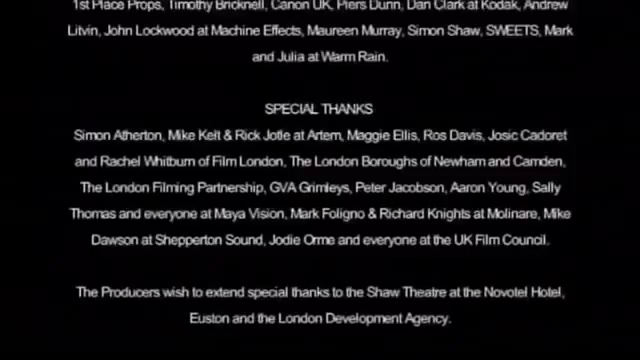 1st Place Props, Timothy Bricknell, Canon UK, Piers Dunn, Dan Clark at Kodak, Andrew
Litvin, John Lockwood at Machine Effects, Maureen Murray, Simon Shaw, SWEETS, Mark
and Julia at Warm Rain.
SPECIAL THANKS
Simon Atherton, Mike Kelt & Rick Jotle at Artem, Maggie Ellis, Ros Davis, Josic Cadoret
and Rachel Whitburn of Film London, The London Boroughs of Newham and Camden,
The London Filming Partnership, GVA Grimleys, Peter Jacobson, Aaron Young, Sally
Thomas and everyone at Maya Vision, Mark Foligno & Richard Knights at Molinare, Mike
Dawson at Shepperton Sound, Jodie Orme and everyone at the UK Film Council.
The Producers wish to extend special thanks to the Shaw Theatre at the Novotel Hotel,
Euston and the London Development Agency.